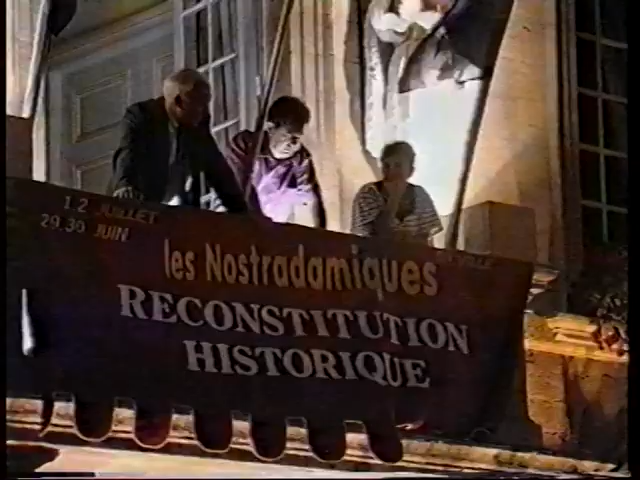 1 2 JUILLET
29.30 JUIN
les Nostradamiques
RECONSTITUTION
HISTORIQUE